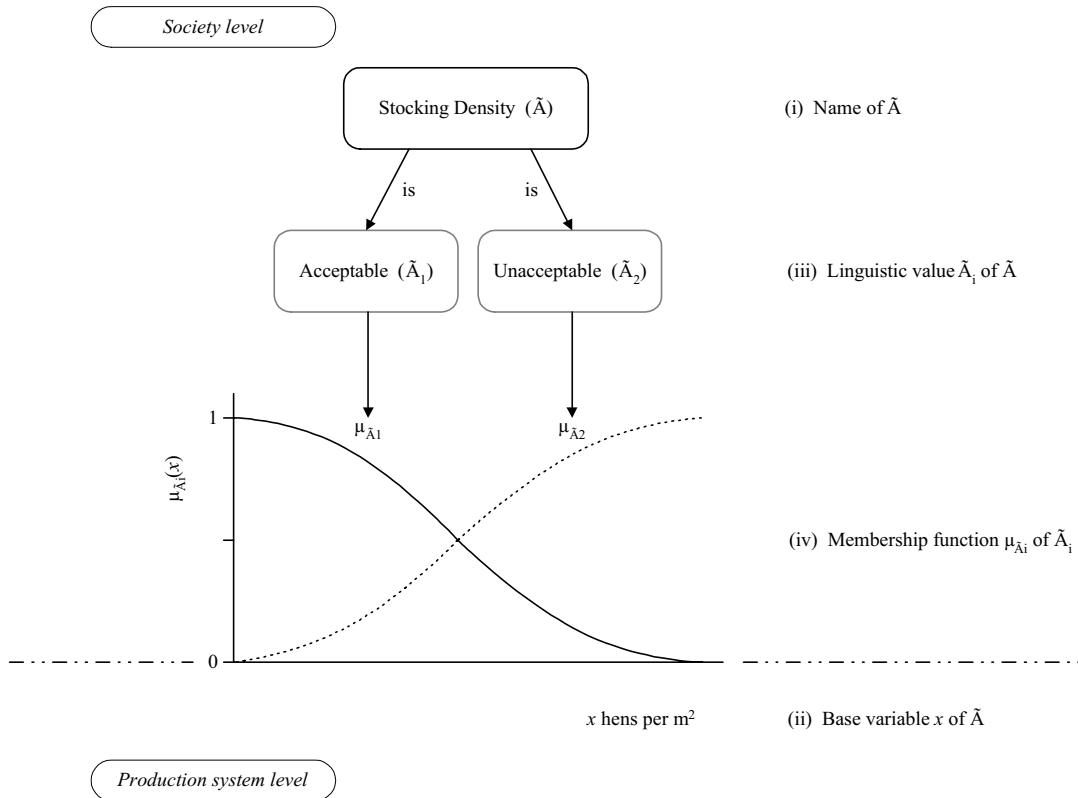 Society level
Stocking Density (Ã)
(i) Name of Ã
is
is
Acceptable (Ã₁)
Unacceptable (Ã₂)
(iii) Linguistic value Ãᵢ of Ã
1
μÃ1
μÃ2
μÃi(x)
(iv) Membership function μÃi of Ãᵢ
0
x hens per m²
(ii) Base variable x of Ã
Production system level